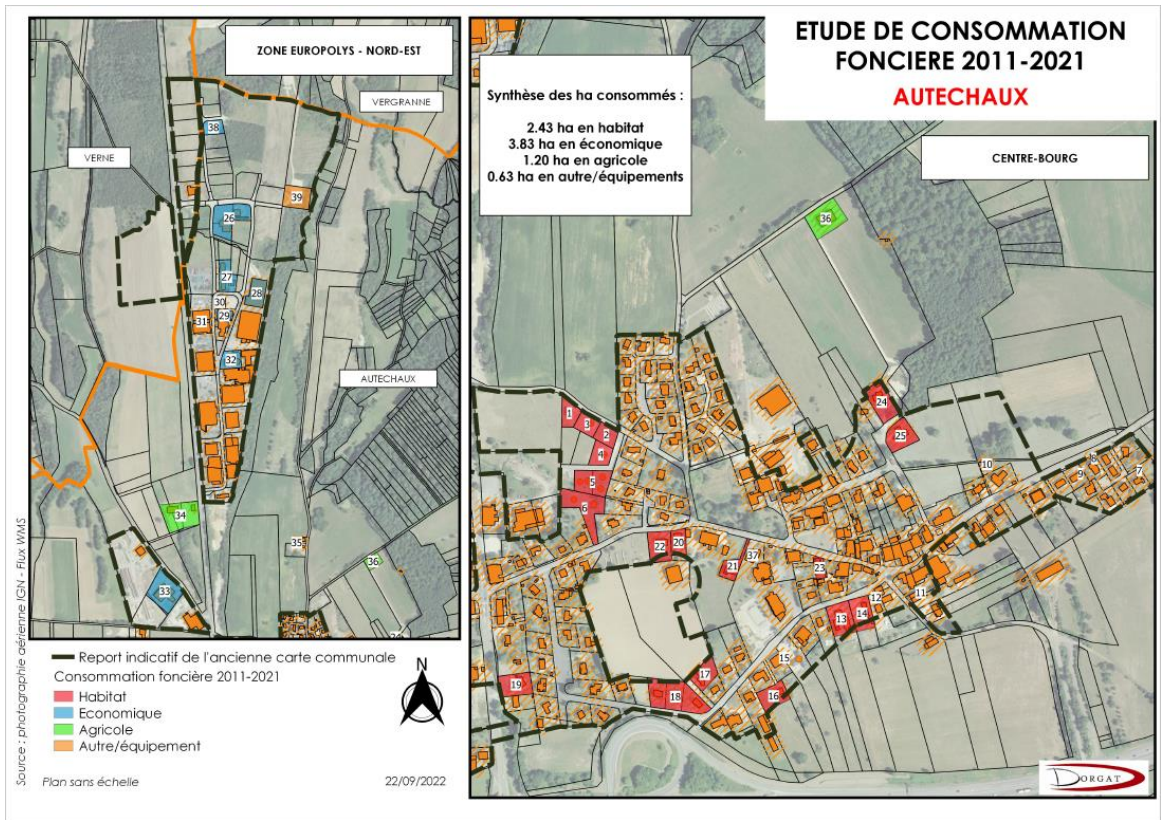 ETUDE DE CONSOMMATION
FONCIERE 2011-2021
AUTECHAUX
ZONE EUROPOLYS - NORD-EST
VERGRANNE
VERNE
AUTECHAUX
38
39
26
27
28
30
29
31
32
34
35
36
33
Synthèse des ha consommés :
2.43 ha en habitat
3.83 ha en économique
1.20 ha en agricole
0.63 ha en autre/équipements
CENTRE-BOURG
36
1
3
2
4
5
6
24
25
10
8
9
7
22
20
21
37
23
11
12
13
14
15
16
17
18
19
Report indicatif de l'ancienne carte communale
Consommation foncière 2011-2021
Habitat
Economique
Agricole
Autre/équipement
N
Plan sans échelle
22/09/2022
Source : photographie aérienne IGN - Flux WMS
DORGAT